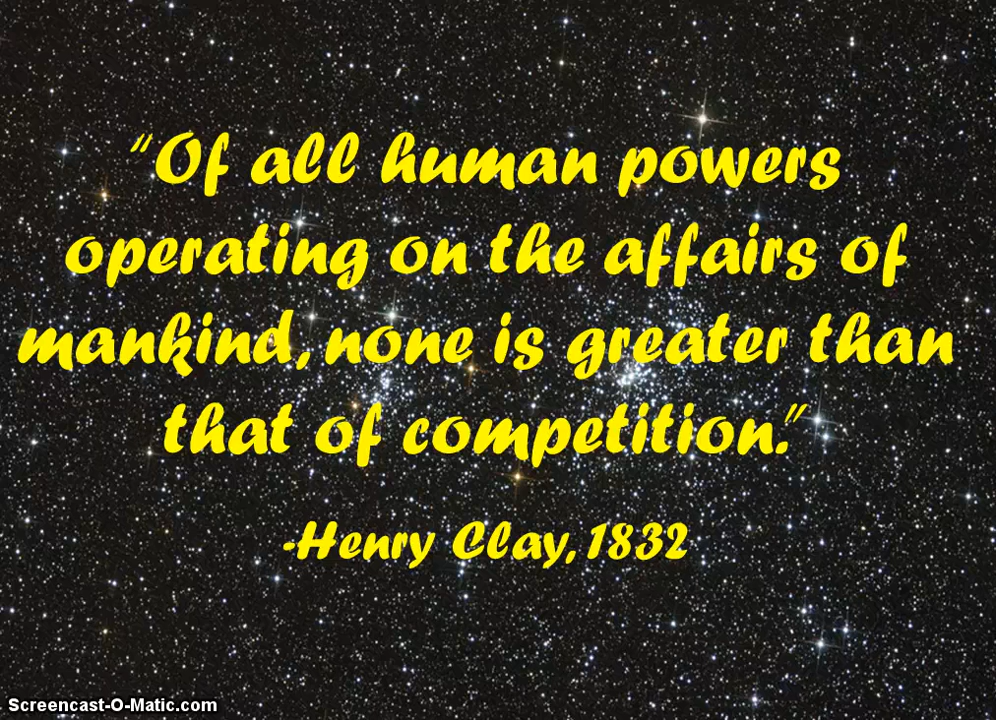 “Of all human powers
operating on the affairs of
mankind, none is greater than
that of competition.”
-Henry Clay, 1832
Screencast-O-Matic.com